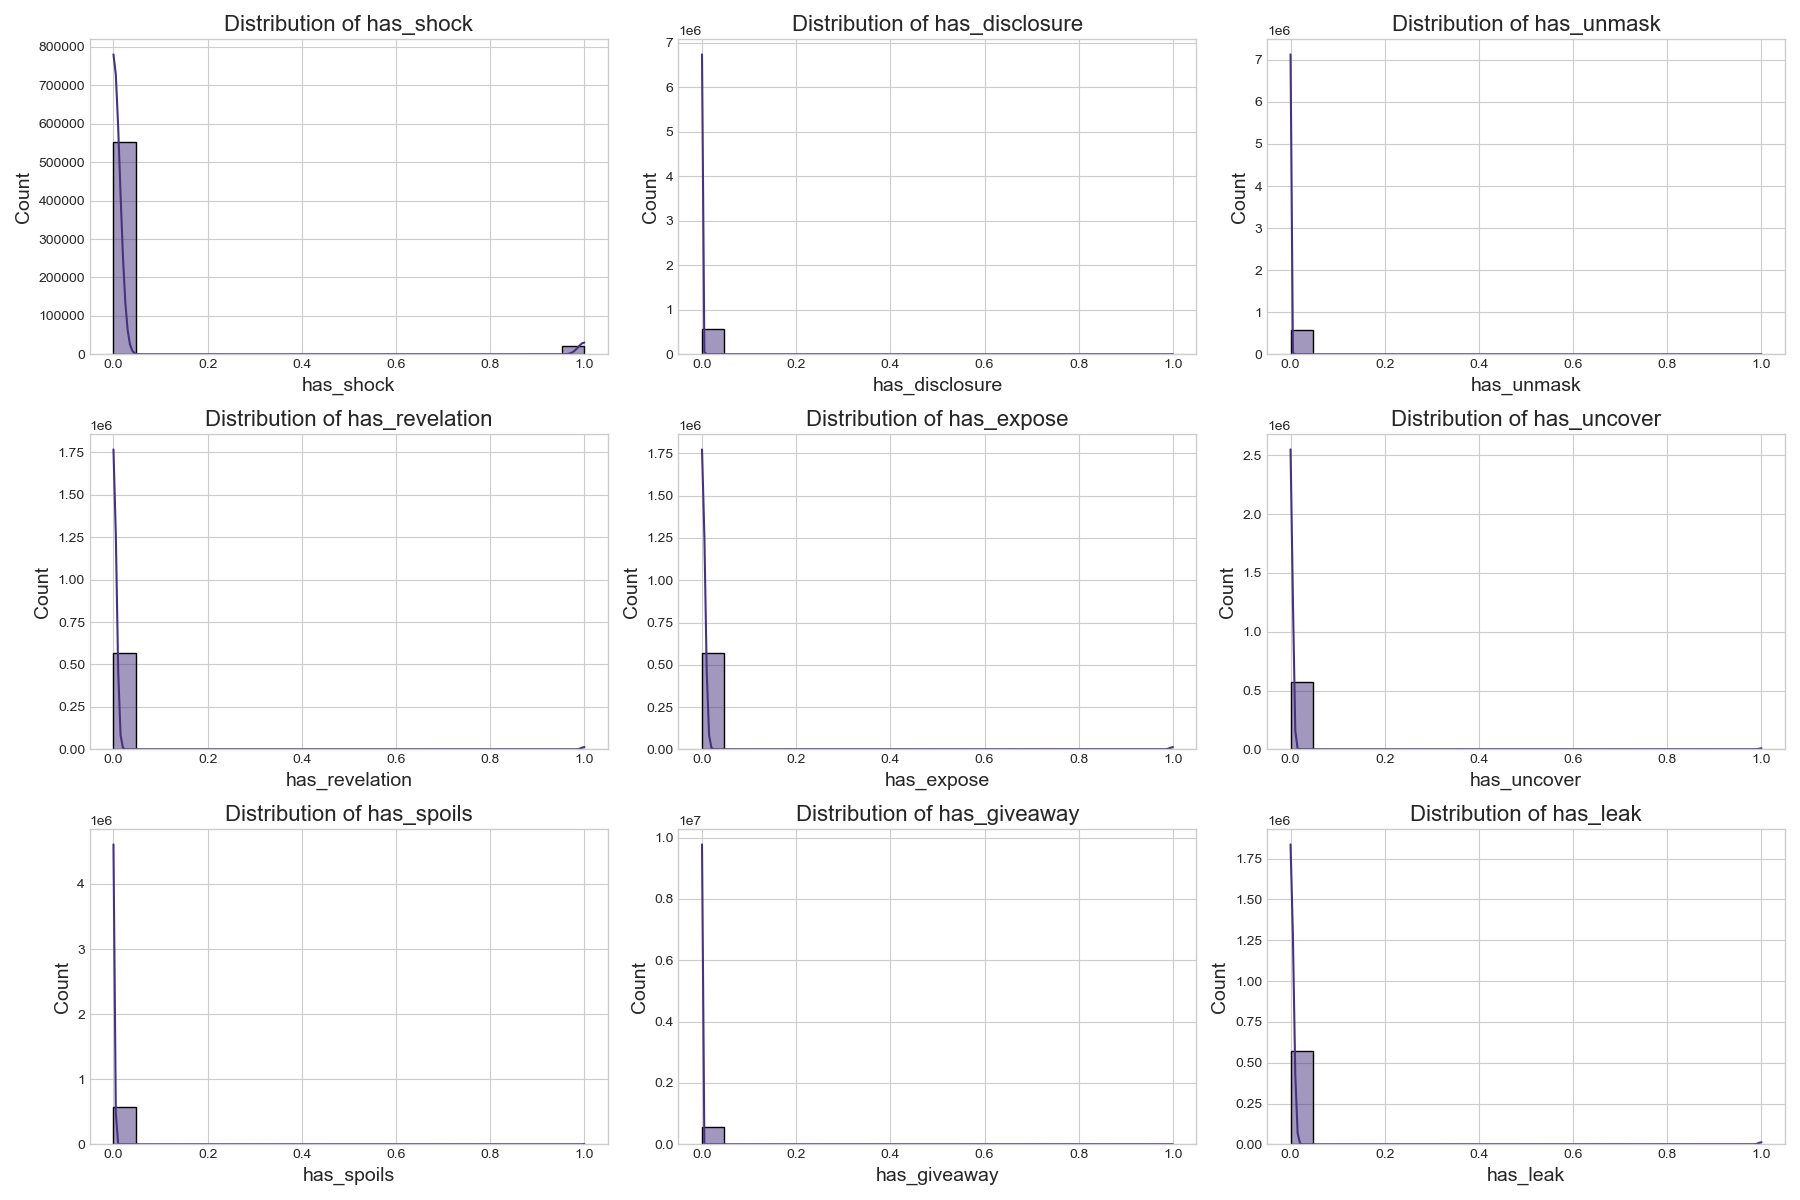 Distribution of has_shock
800000
700000
600000
500000
400000
300000
200000
100000
0
Count
0.0 0.2 0.4 0.6 0.8 1.0
has_shock
Distribution of has_disclosure
1e6
7
6
5
4
3
2
1
0
Count
0.0 0.2 0.4 0.6 0.8 1.0
has_disclosure
Distribution of has_unmask
1e6
7
6
5
4
3
2
1
0
Count
0.0 0.2 0.4 0.6 0.8 1.0
has_unmask
Distribution of has_revelation
1e6
1.75
1.50
1.25
1.00
0.75
0.50
0.25
0.00
Count
0.0 0.2 0.4 0.6 0.8 1.0
has_revelation
Distribution of has_expose
1e6
1.75
1.50
1.25
1.00
0.75
0.50
0.25
0.00
Count
0.0 0.2 0.4 0.6 0.8 1.0
has_expose
Distribution of has_uncover
1e6
2.5
2.0
1.5
1.0
0.5
0.0
Count
0.0 0.2 0.4 0.6 0.8 1.0
has_uncover
Distribution of has_spoils
1e6
4
3
2
1
0
Count
0.0 0.2 0.4 0.6 0.8 1.0
has_spoils
Distribution of has_giveaway
1e7
1.0
0.8
0.6
0.4
0.2
0.0
Count
0.0 0.2 0.4 0.6 0.8 1.0
has_giveaway
Distribution of has_leak
1e6
1.75
1.50
1.25
1.00
0.75
0.50
0.25
0.00
Count
0.0 0.2 0.4 0.6 0.8 1.0
has_leak